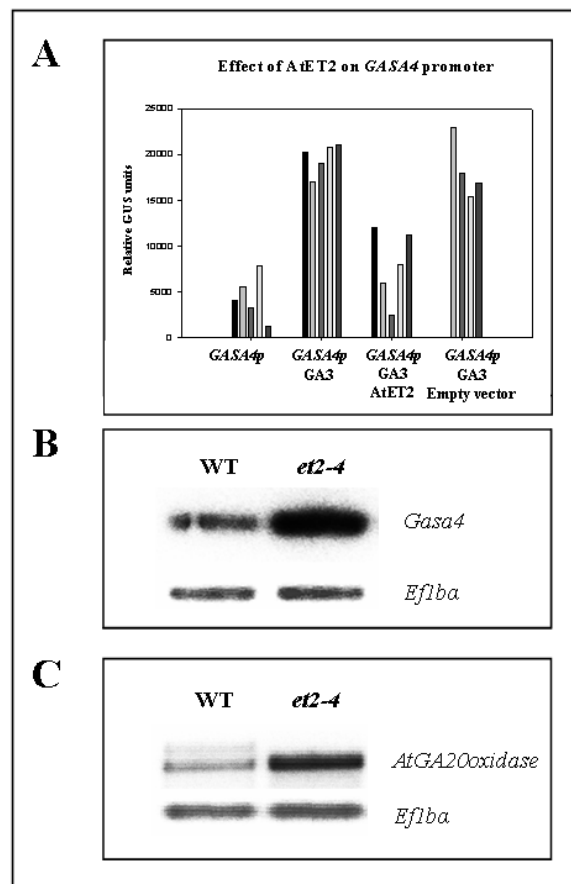 A
Effect of AtET2 on GASA4 promoter
Relative GUS units
25000
20000
15000
10000
5000
0
GASA4p
GASA4p
GA3
GASA4p
GA3
AtET2
GASA4p
GA3
Empty vector
B
WT et2-4
Gasa4
Ef1ba
C
WT et2-4
AtGA20oxidase
Ef1ba